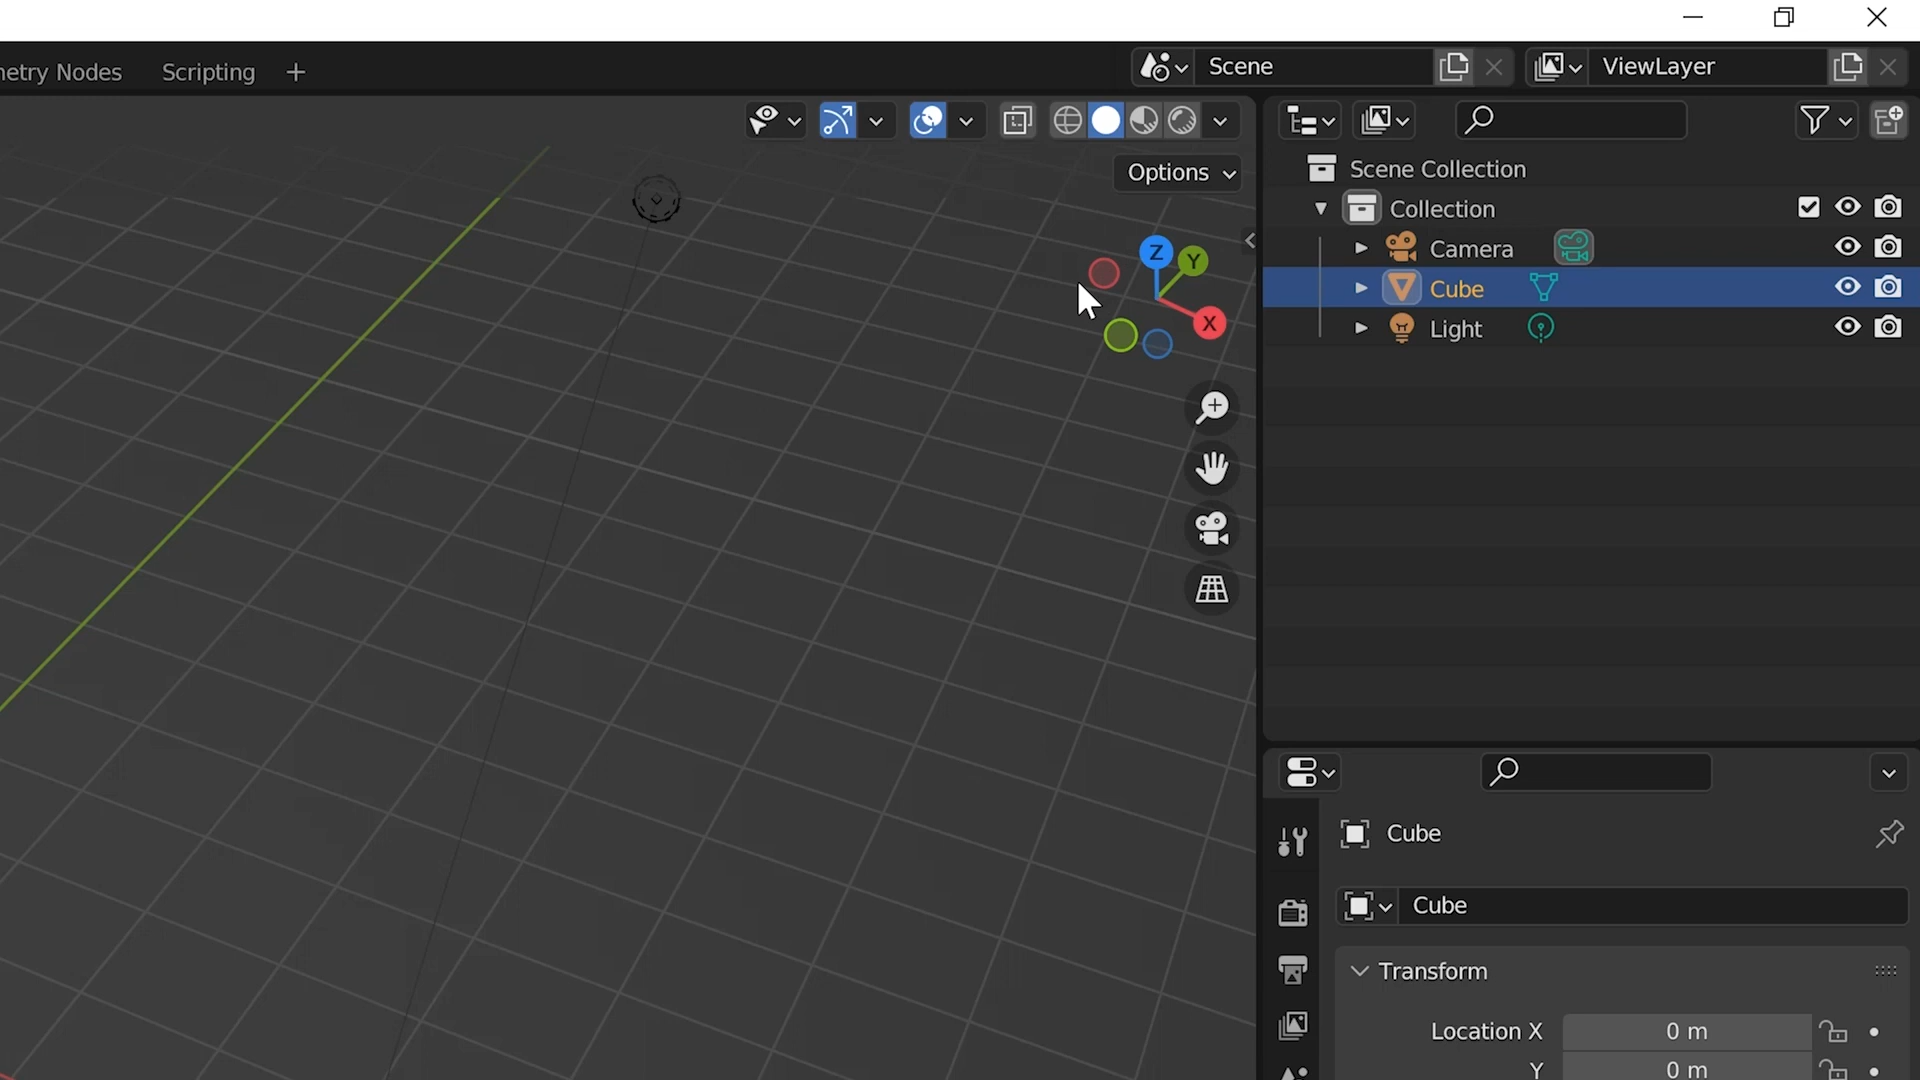 etry Nodes Scripting + Scene ViewLayer
Options
Scene Collection
Collection
Z Y
Camera
Cube
X
Light
Cube
Cube
Transform
Location X 0 m
Y 0 m